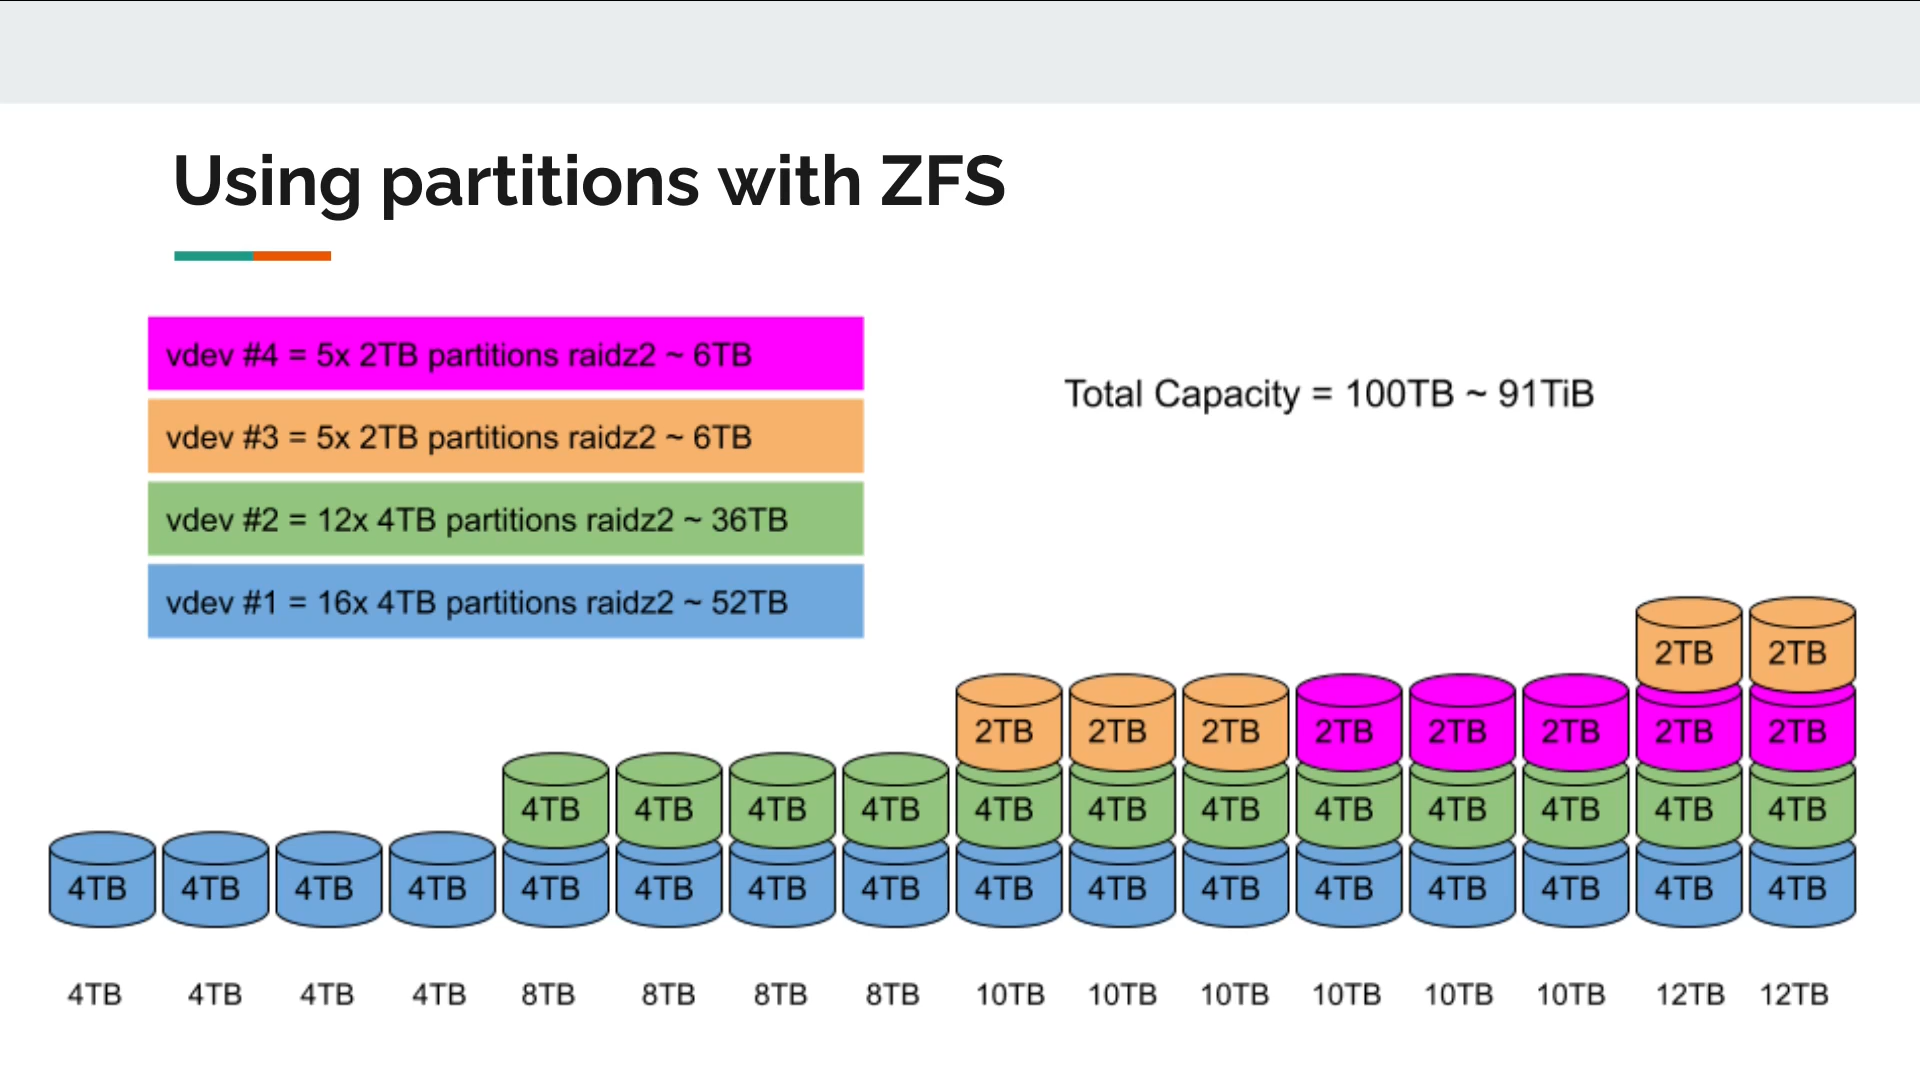 Using partitions with ZFS
vdev #4 = 5x 2TB partitions raidz2 ~ 6TB
vdev #3 = 5x 2TB partitions raidz2 ~ 6TB
vdev #2 = 12x 4TB partitions raidz2 ~ 36TB
vdev #1 = 16x 4TB partitions raidz2 ~ 52TB
Total Capacity = 100TB ~ 91TiB
2TB 2TB
2TB 2TB 2TB 2TB 2TB 2TB 2TB 2TB
4TB 4TB 4TB 4TB 4TB 4TB 4TB 4TB 4TB 4TB 4TB 4TB
4TB 4TB 4TB 4TB 4TB 4TB 4TB 4TB 4TB 4TB 4TB 4TB 4TB 4TB 4TB 4TB
4TB 4TB 4TB 4TB 8TB 8TB 8TB 8TB 10TB 10TB 10TB 10TB 10TB 10TB 12TB 12TB